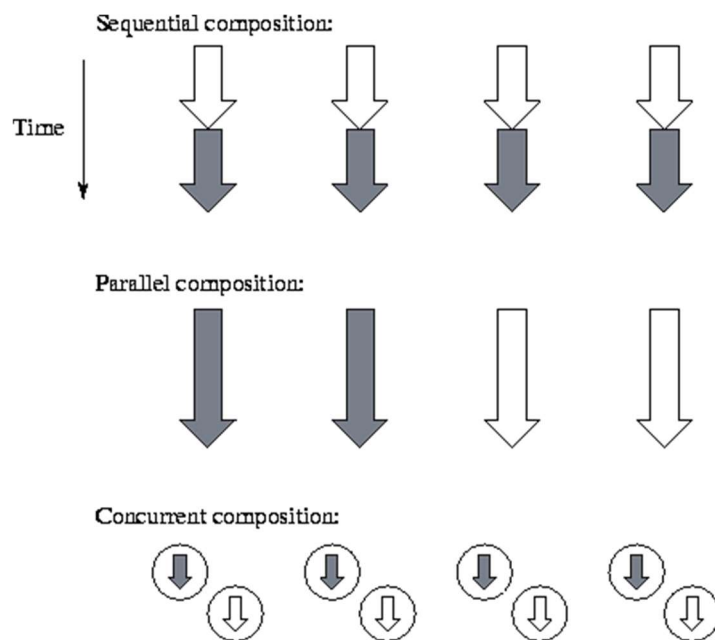 Sequential composition:
Time
Parallel composition:
Concurrent composition: